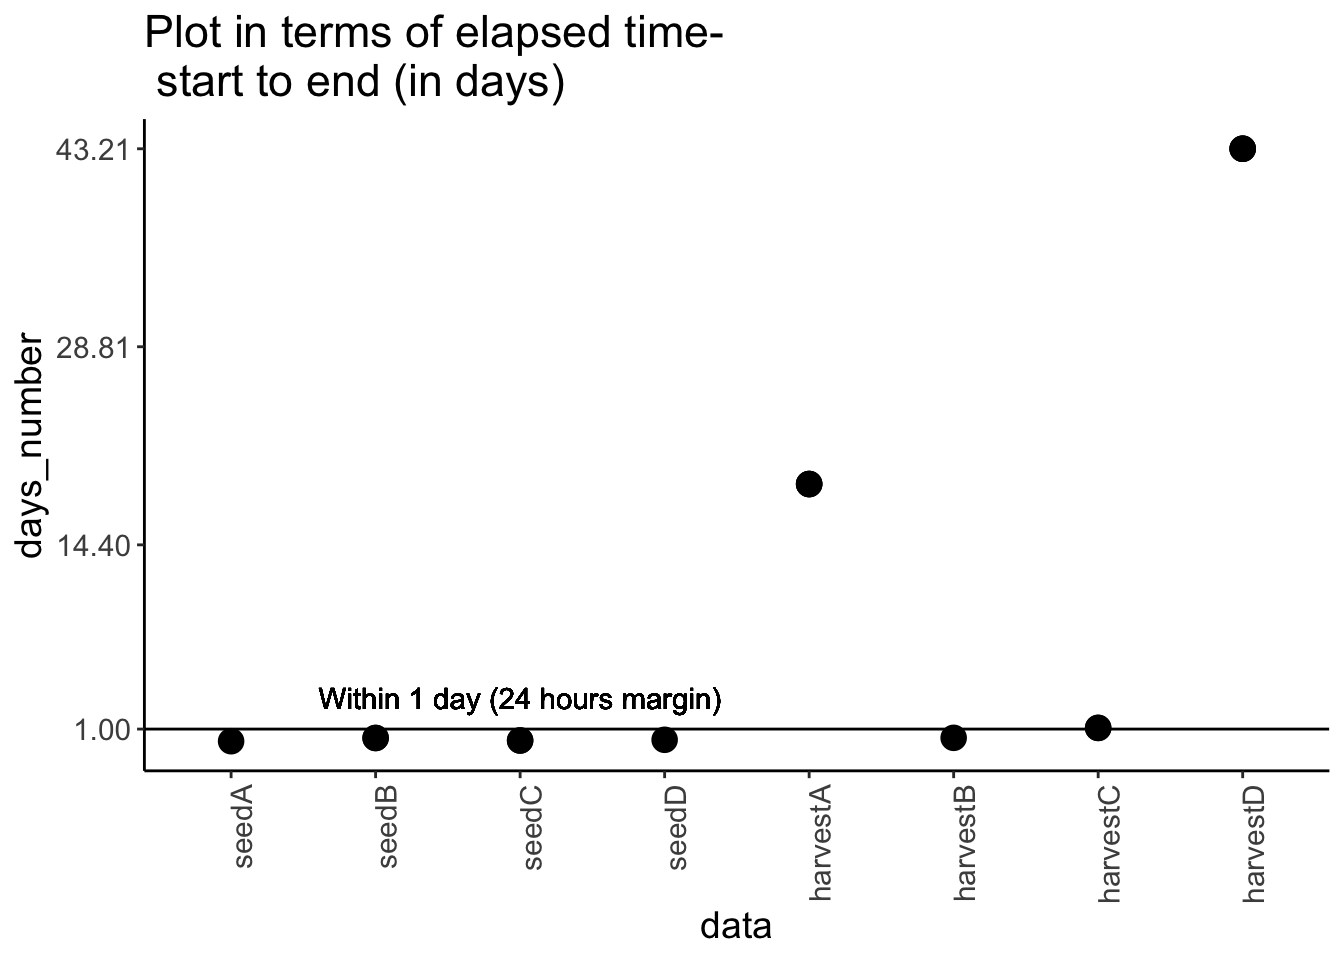 Plot in terms of elapsed time-
start to end (in days)
43.21
28.81
14.40
1.00
days_number
Within 1 day (24 hours margin)
seedA
seedB
seedC
seedD
harvestA
harvestB
harvestC
harvestD
data